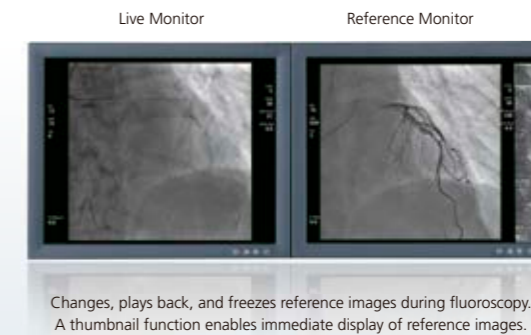 Live Monitor
Reference Monitor
Changes, plays back, and freezes reference images during fluoroscopy.
A thumbnail function enables immediate display of reference images.